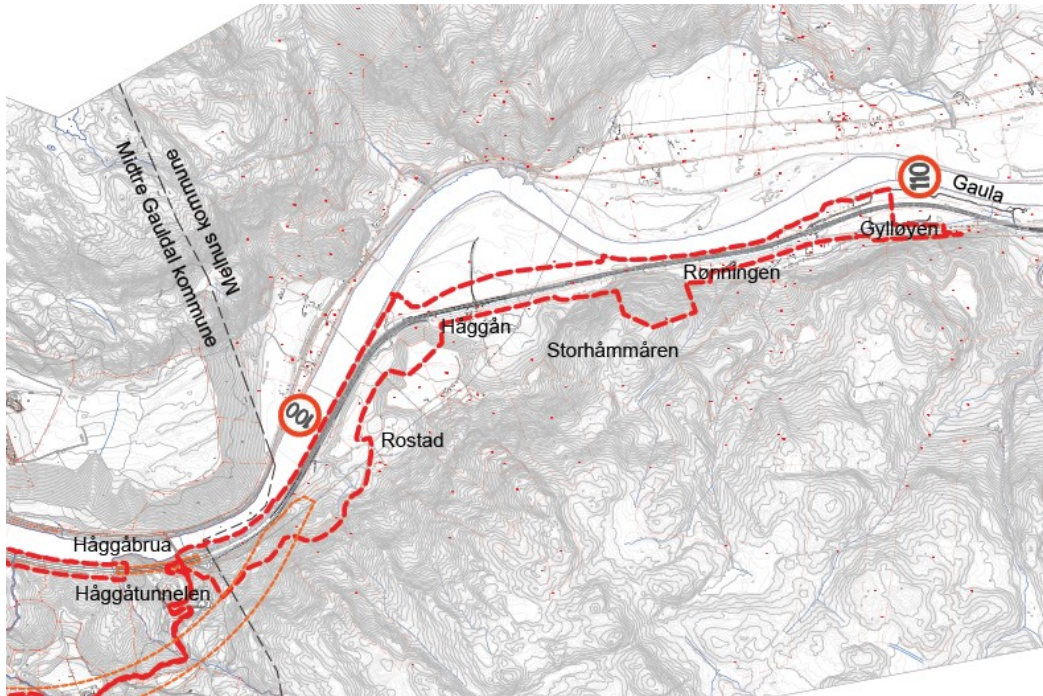 Melhus kommune
Midtre Gauldal kommune
110
Gaula
Gylløyen
Rønningen
Håggån
Storhåmmåren
100
Rostad
Håggåbrua
Håggåtunnelen